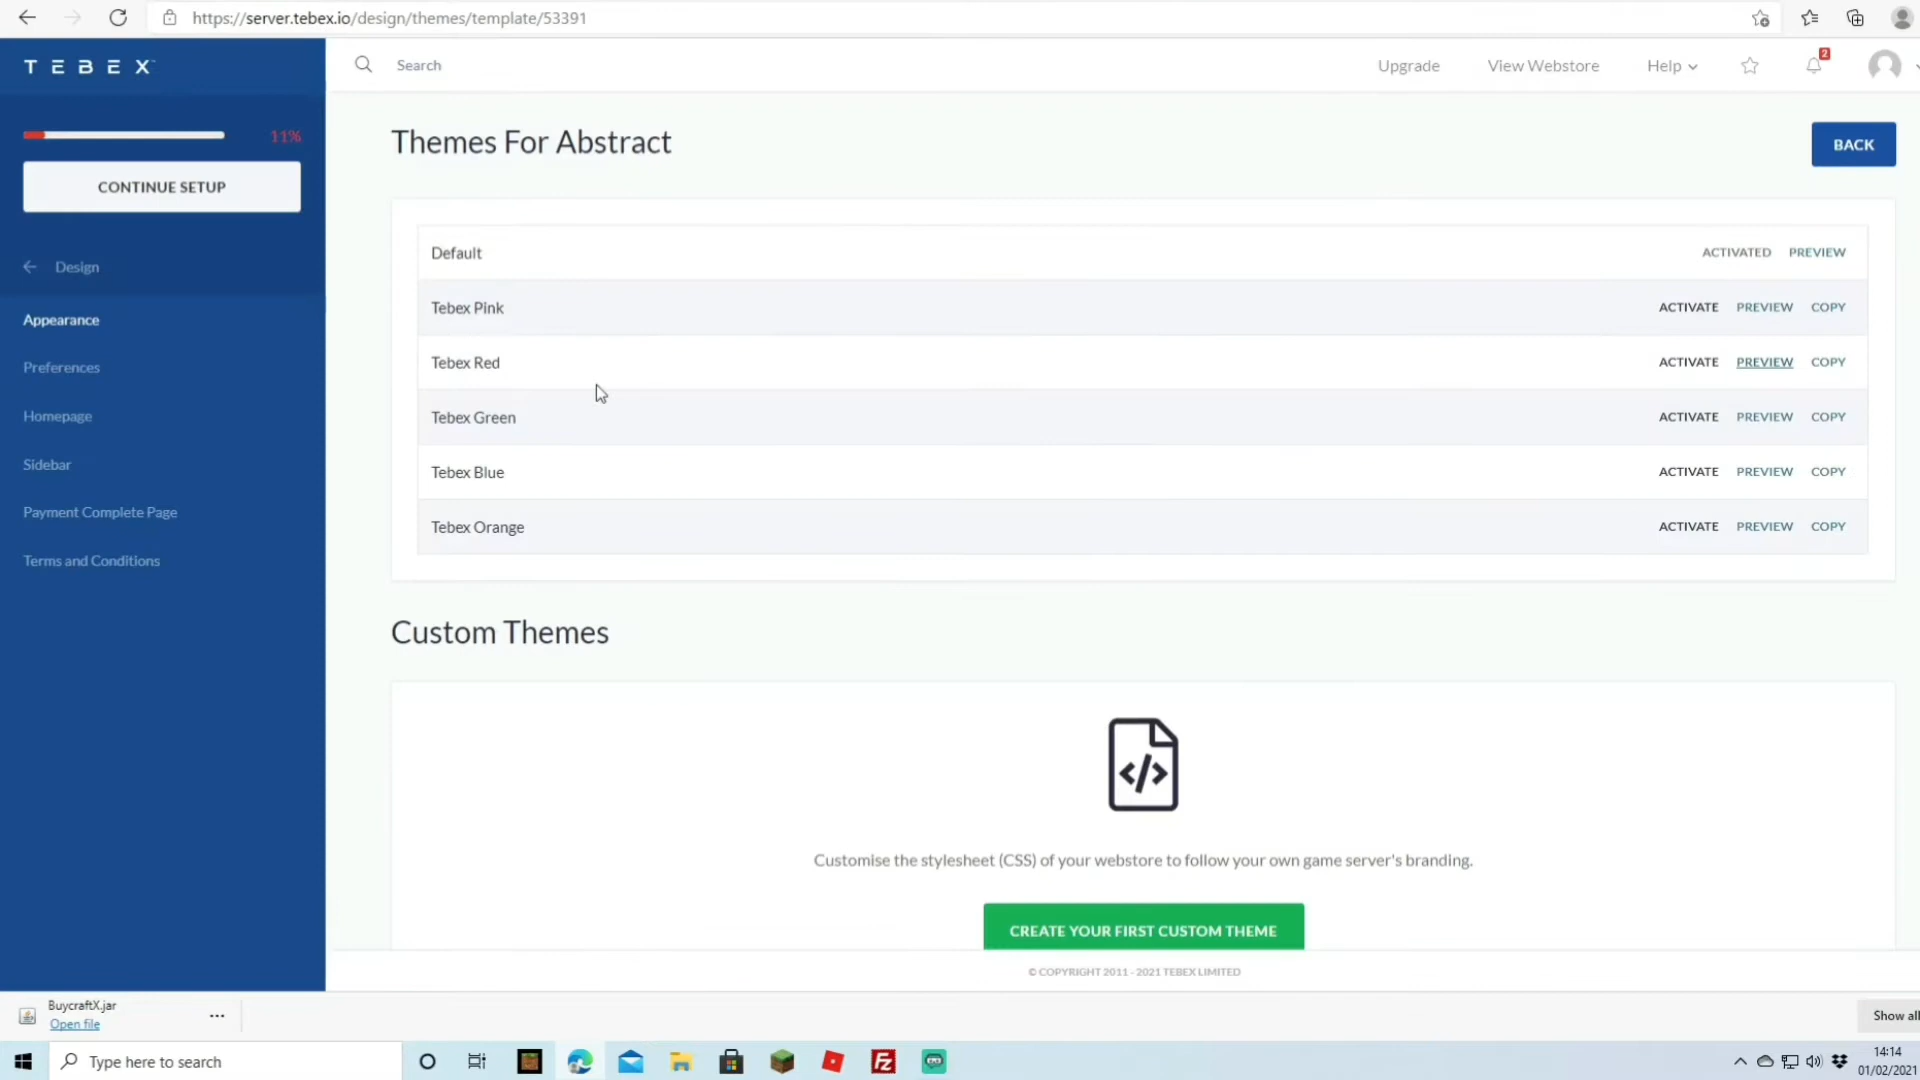 https://server.tebex.io/design/themes/template/53391
TEBEX
Search
Upgrade
View Webstore
Help
2
11%
CONTINUE SETUP
Design
Appearance
Preferences
Homepage
Sidebar
Payment Complete Page
Terms and Conditions
Themes For Abstract
BACK
Default ACTIVATED PREVIEW
Tebex Pink ACTIVATE PREVIEW COPY
Tebex Red ACTIVATE PREVIEW COPY
Tebex Green ACTIVATE PREVIEW COPY
Tebex Blue ACTIVATE PREVIEW COPY
Tebex Orange ACTIVATE PREVIEW COPY
Custom Themes
</>
Customise the stylesheet (CSS) of your webstore to follow your own game server's branding.
CREATE YOUR FIRST CUSTOM THEME
© COPYRIGHT 2011 - 2021 TEBEX LIMITED
BuycraftX.jar
Open file
Show all
Type here to search
FZ
14:14
01/02/2021